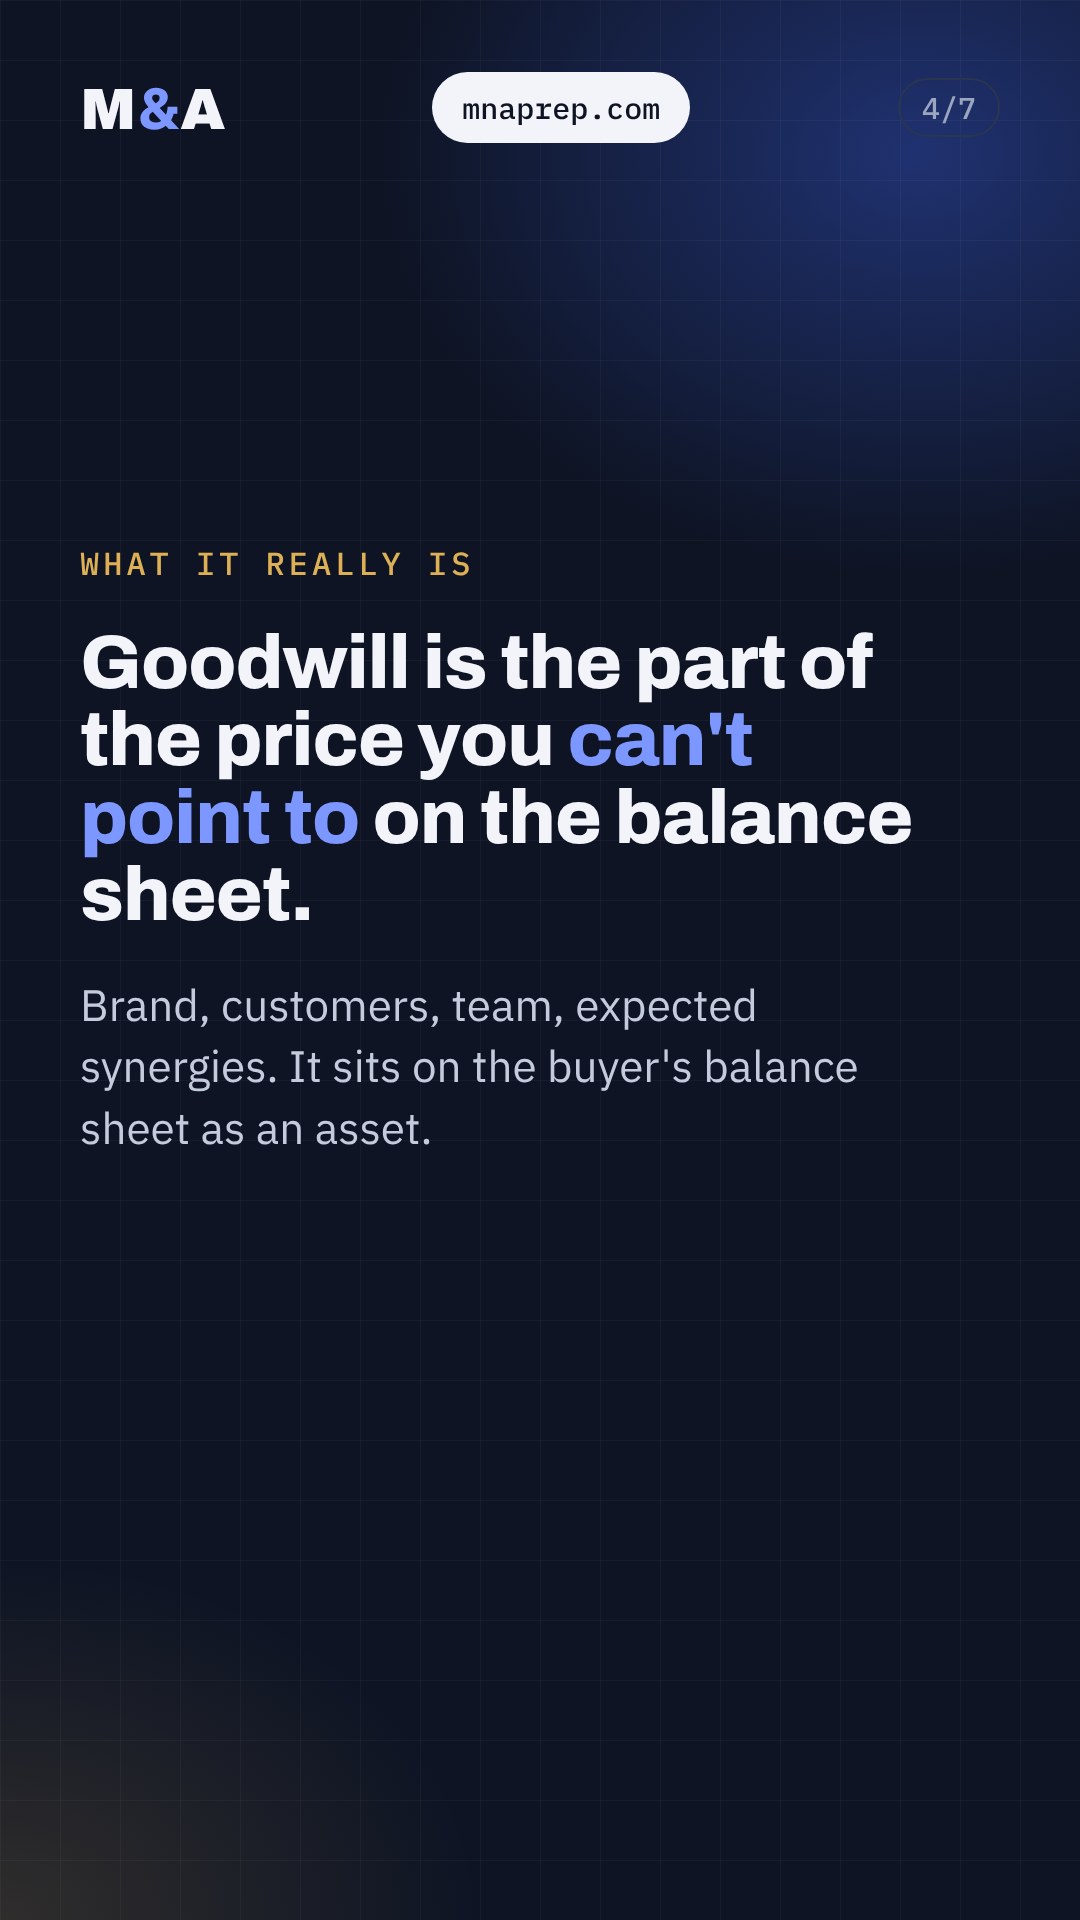 M&A
mnaprep.com
4/7
WHAT IT REALLY IS
Goodwill is the part of
the price you can't
point to on the balance
sheet.
Brand, customers, team, expected
synergies. It sits on the buyer's balance
sheet as an asset.